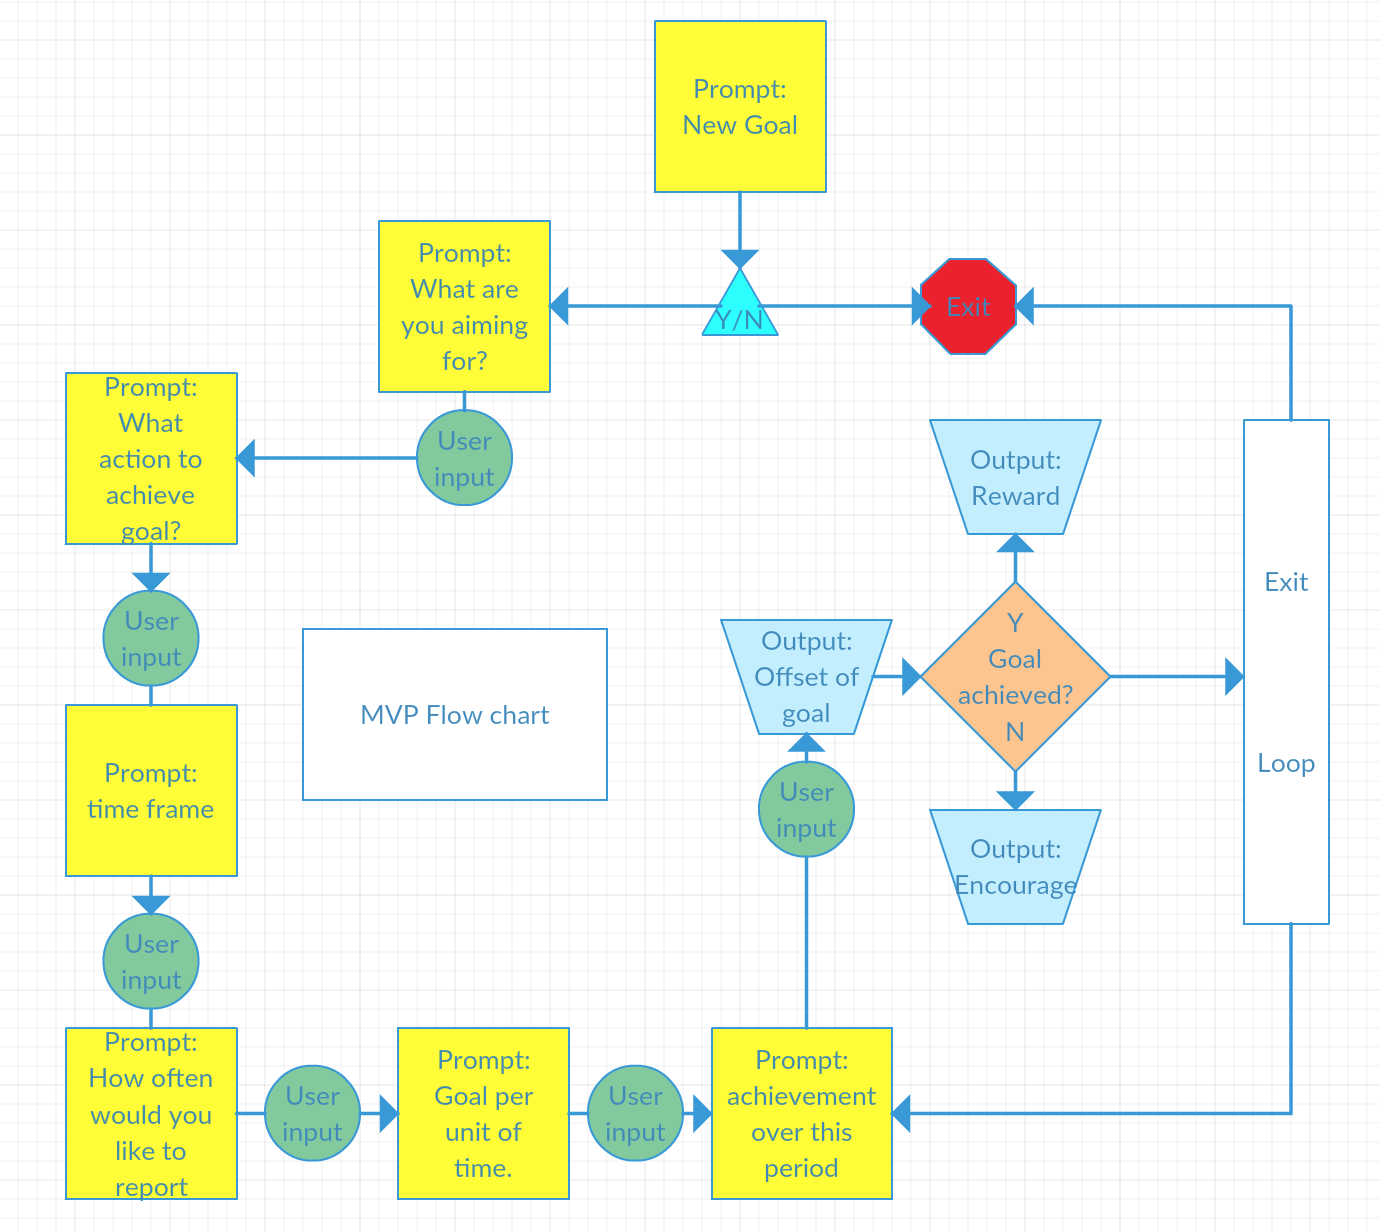 Prompt:
New Goal
Y/N
Exit
Prompt:
What are
you aiming
for?
User
input
Prompt:
What
action to
achieve
goal?
User
input
Prompt:
time frame
User
input
Prompt:
How often
would you
like to
report
User
input
Prompt:
Goal per
unit of
time.
User
input
Prompt:
achievement
over this
period
User
input
Output:
Offset of
goal
Y
Goal
achieved?
N
Output:
Reward
Output:
Encourage
Exit
Loop
MVP Flow chart